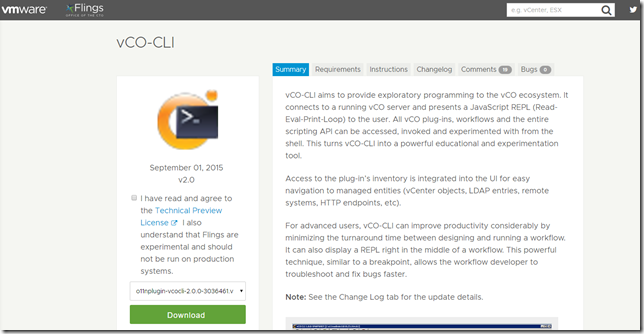 vmware
Flings
OFFICE OF THE CTO
e.g. vCenter, ESX
vCO-CLI
Summary
Requirements
Instructions
Changelog
Comments 18
Bugs 0
September 01, 2015
v2.0
I have read and agree to
the Technical Preview
License I also
understand that Flings are
experimental and should
not be run on production
systems.
o11nplugin-vcocli-2.0.0-3036461.v
Download
vCO-CLI aims to provide exploratory programming to the vCO ecosystem. It
connects to a running vCO server and presents a JavaScript REPL (Read-
Eval-Print-Loop) to the user. All vCO plug-ins, workflows and the entire
scripting API can be accessed, invoked and experimented with from the
shell. This turns vCO-CLI into a powerful educational and experimentation
tool.
Access to the plug-in's inventory is integrated into the UI for easy
navigation to managed entities (vCenter objects, LDAP entries, remote
systems, HTTP endpoints, etc).
For advanced users, vCO-CLI can improve productivity considerably by
minimizing the turnaround time between designing and running a workflow.
It can also display a REPL right in the middle of a workflow. This powerful
technique, similar to a breakpoint, allows the workflow developer to
troubleshoot and fix bugs faster.
Note: See the Change Log tab for the update details.